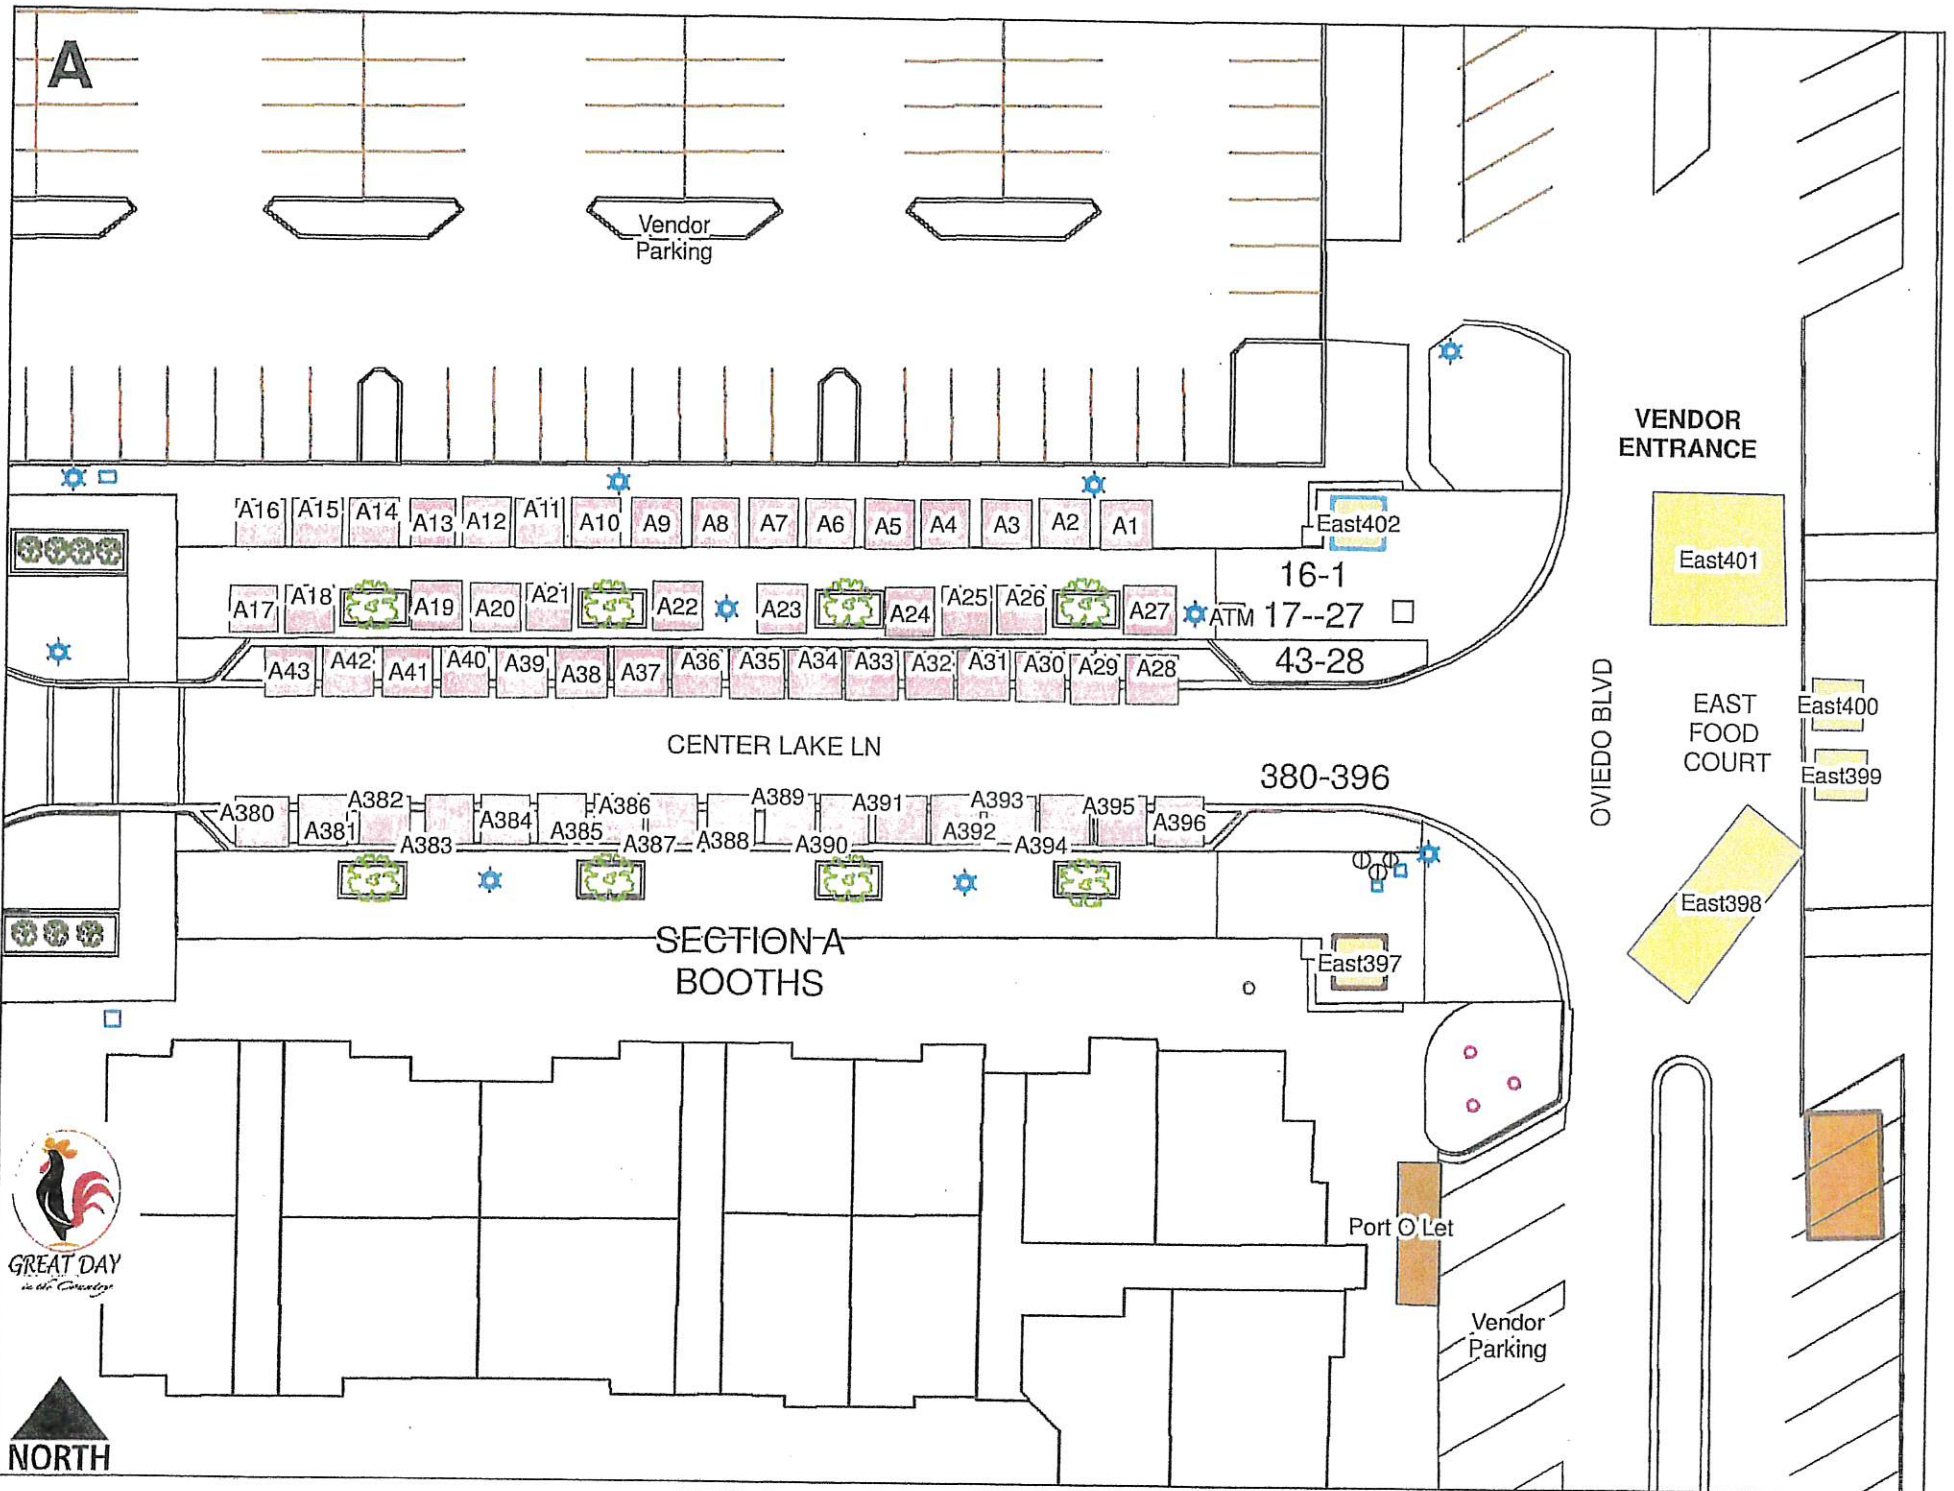 A
Vendor
Parking
VENDOR
ENTRANCE
A16 A15 A14 A13 A12 A11 A10 A9 A8 A7 A6 A5 A4 A3 A2 A1
East402
East401
16-1
A17 A18 A19 A20 A21 A22 A23 A24 A25 A26 A27
ATM 17--27
A43 A42 A41 A40 A39 A38 A37 A36 A35 A34 A33 A32 A31 A30 A29 A28
43-28
OVIEDO BLVD
EAST
FOOD
COURT
East400
East399
CENTER LAKE LN
380-396
A380 A381 A382 A383 A384 A385 A386 A387 A388 A389 A390 A391 A392 A393 A394 A395 A396
East398
SECTION A
BOOTHS
East397
GREAT DAY
in the Country
Port O Let
Vendor
Parking
NORTH